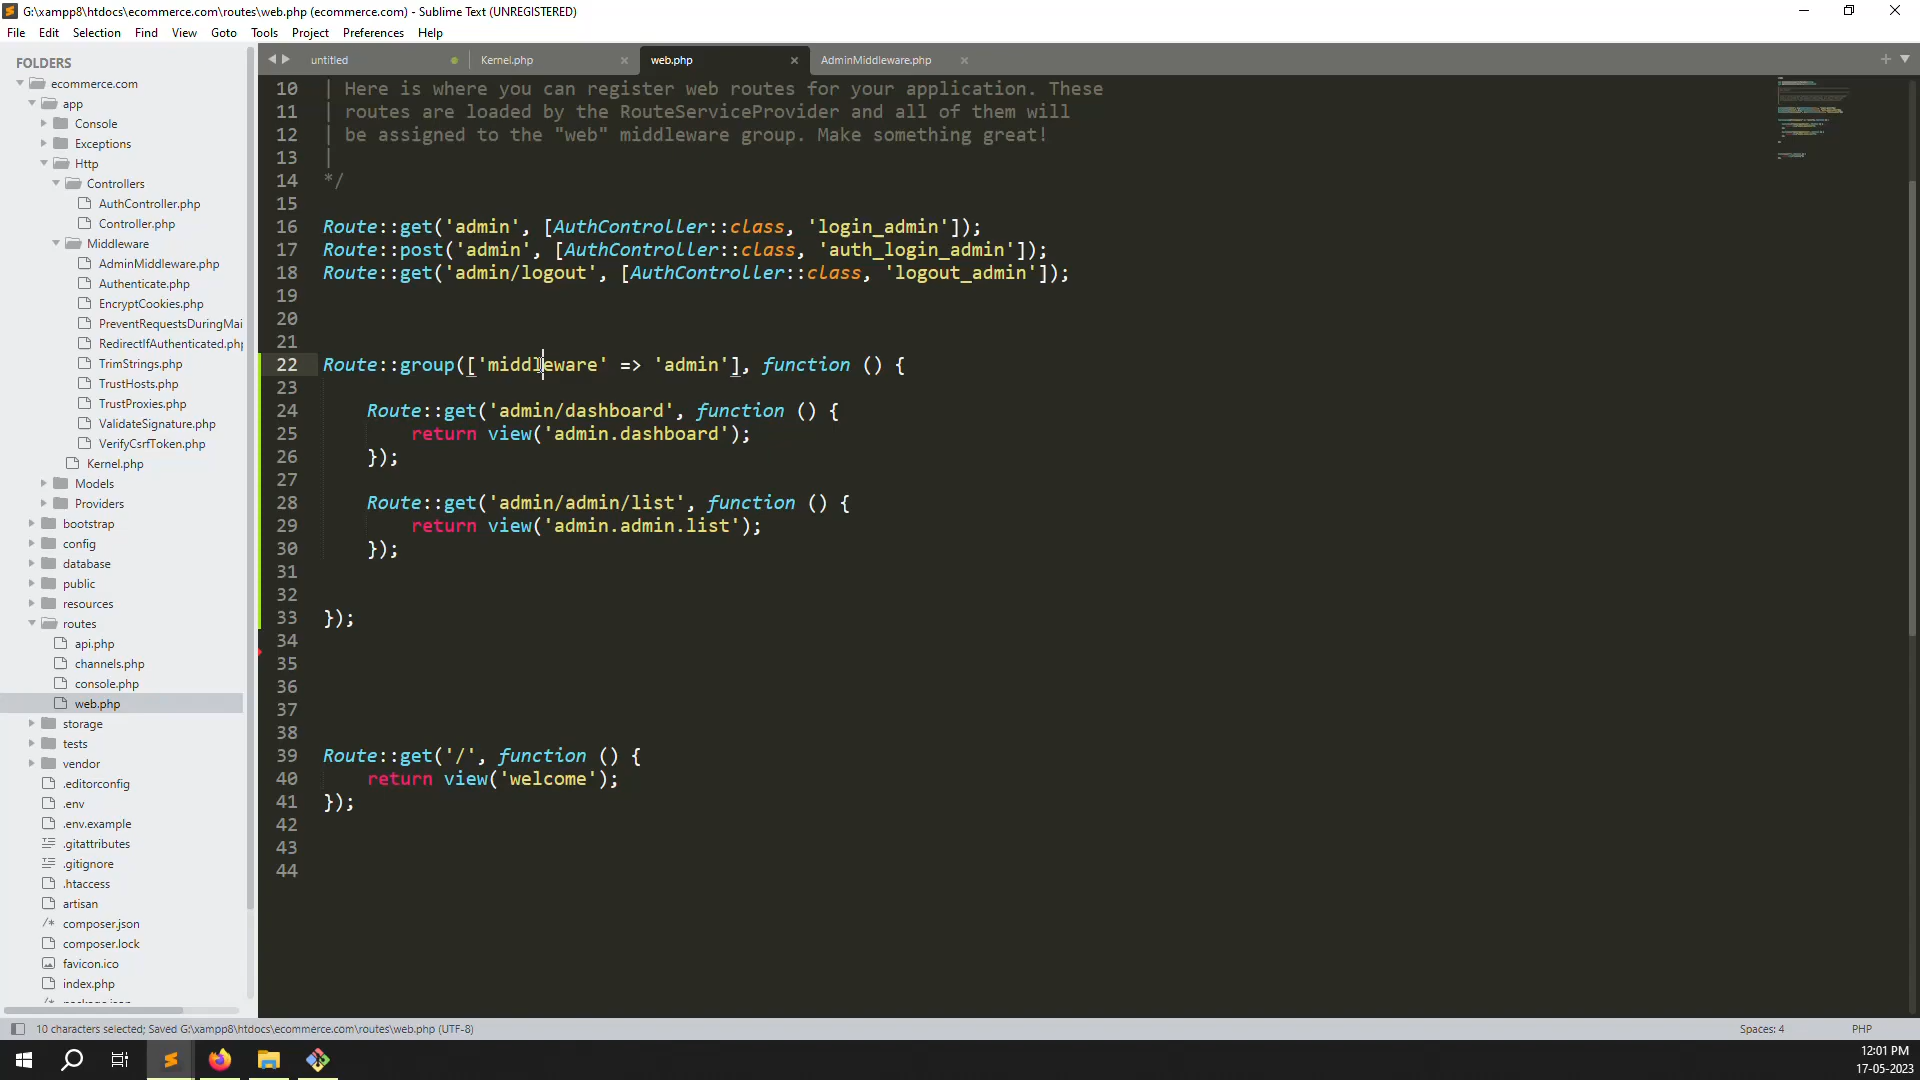 G:\xampp8\htdocs\ecommerce.com\routes\web.php (ecommerce.com) - Sublime Text (UNREGISTERED)
File Edit Selection Find View Goto Tools Project Preferences Help
FOLDERS
ecommerce.com
app
Console
Exceptions
Http
Controllers
AuthController.php
Controller.php
Middleware
AdminMiddleware.php
Authenticate.php
EncryptCookies.php
PreventRequestsDuringMai
RedirectIfAuthenticated.php
TrimStrings.php
TrustHosts.php
TrustProxies.php
ValidateSignature.php
VerifyCsrfToken.php
Kernel.php
Models
Providers
bootstrap
config
database
public
resources
routes
api.php
channels.php
console.php
web.php
storage
tests
vendor
.editorconfig
.env
.env.example
.gitattributes
.gitignore
.htaccess
artisan
composer.json
composer.lock
favicon.ico
index.php
untitled Kernel.php web.php AdminMiddleware.php
10 | Here is where you can register web routes for your application. These
11 | routes are loaded by the RouteServiceProvider and all of them will
12 | be assigned to the "web" middleware group. Make something great!
13 |
14 */
15
16 Route::get('admin', [AuthController::class, 'login_admin']);
17 Route::post('admin', [AuthController::class, 'auth_login_admin']);
18 Route::get('admin/logout', [AuthController::class, 'logout_admin']);
19
20
21
22 Route::group(['middleware' => 'admin'], function () {
23
24 Route::get('admin/dashboard', function () {
25 return view('admin.dashboard');
26 });
27
28 Route::get('admin/admin/list', function () {
29 return view('admin.admin.list');
30 });
31
32
33 });
34
35
36
37
38
39 Route::get('/', function () {
40 return view('welcome');
41 });
42
43
44
10 characters selected; Saved G:\xampp8\htdocs\ecommerce.com\routes\web.php (UTF-8) Spaces: 4 PHP
12:01 PM
17-05-2023